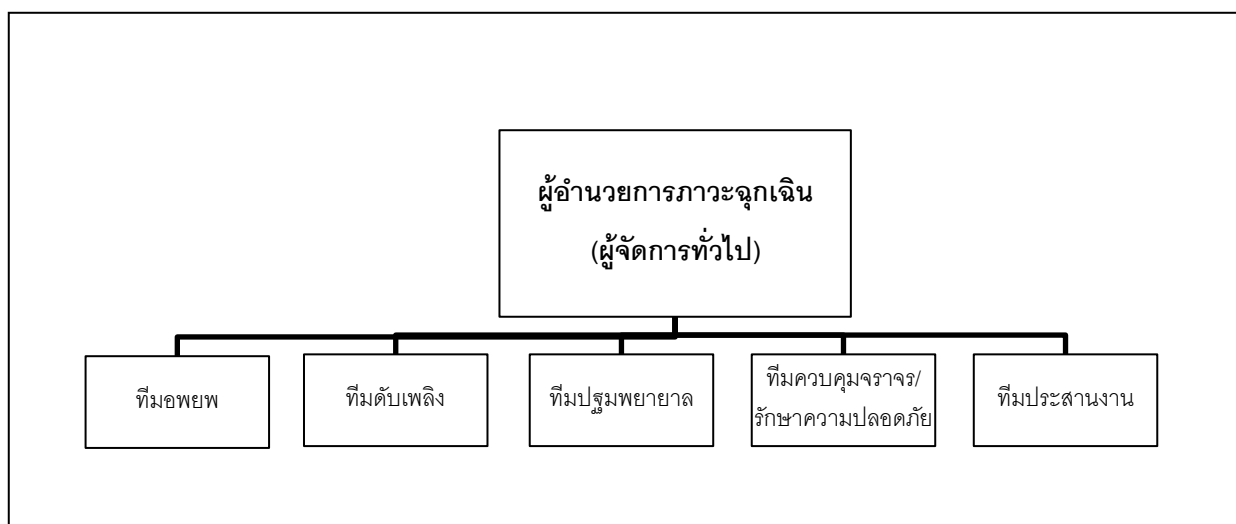 ผู้อำนวยการภาวะฉุกเฉิน
(ผู้จัดการทั่วไป)
ทีมอพยพ
ทีมดับเพลิง
ทีมปฐมพยายาล
ทีมควบคุมจราจร/
รักษาความปลอดภัย
ทีมประสานงาน